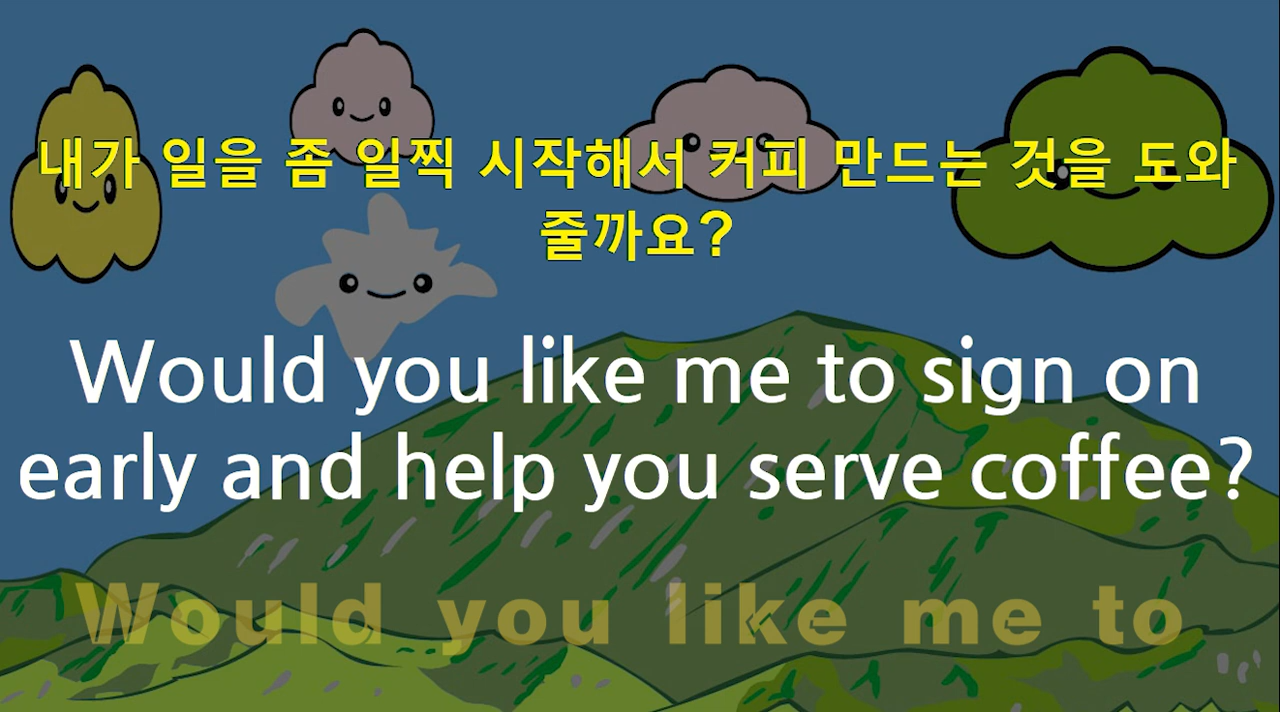 내가 일을 좀 일찍 시작해서 커피 만드는 것을 도와
줄까요?
Would you like me to sign on
early and help you serve coffee?
Would you like me to